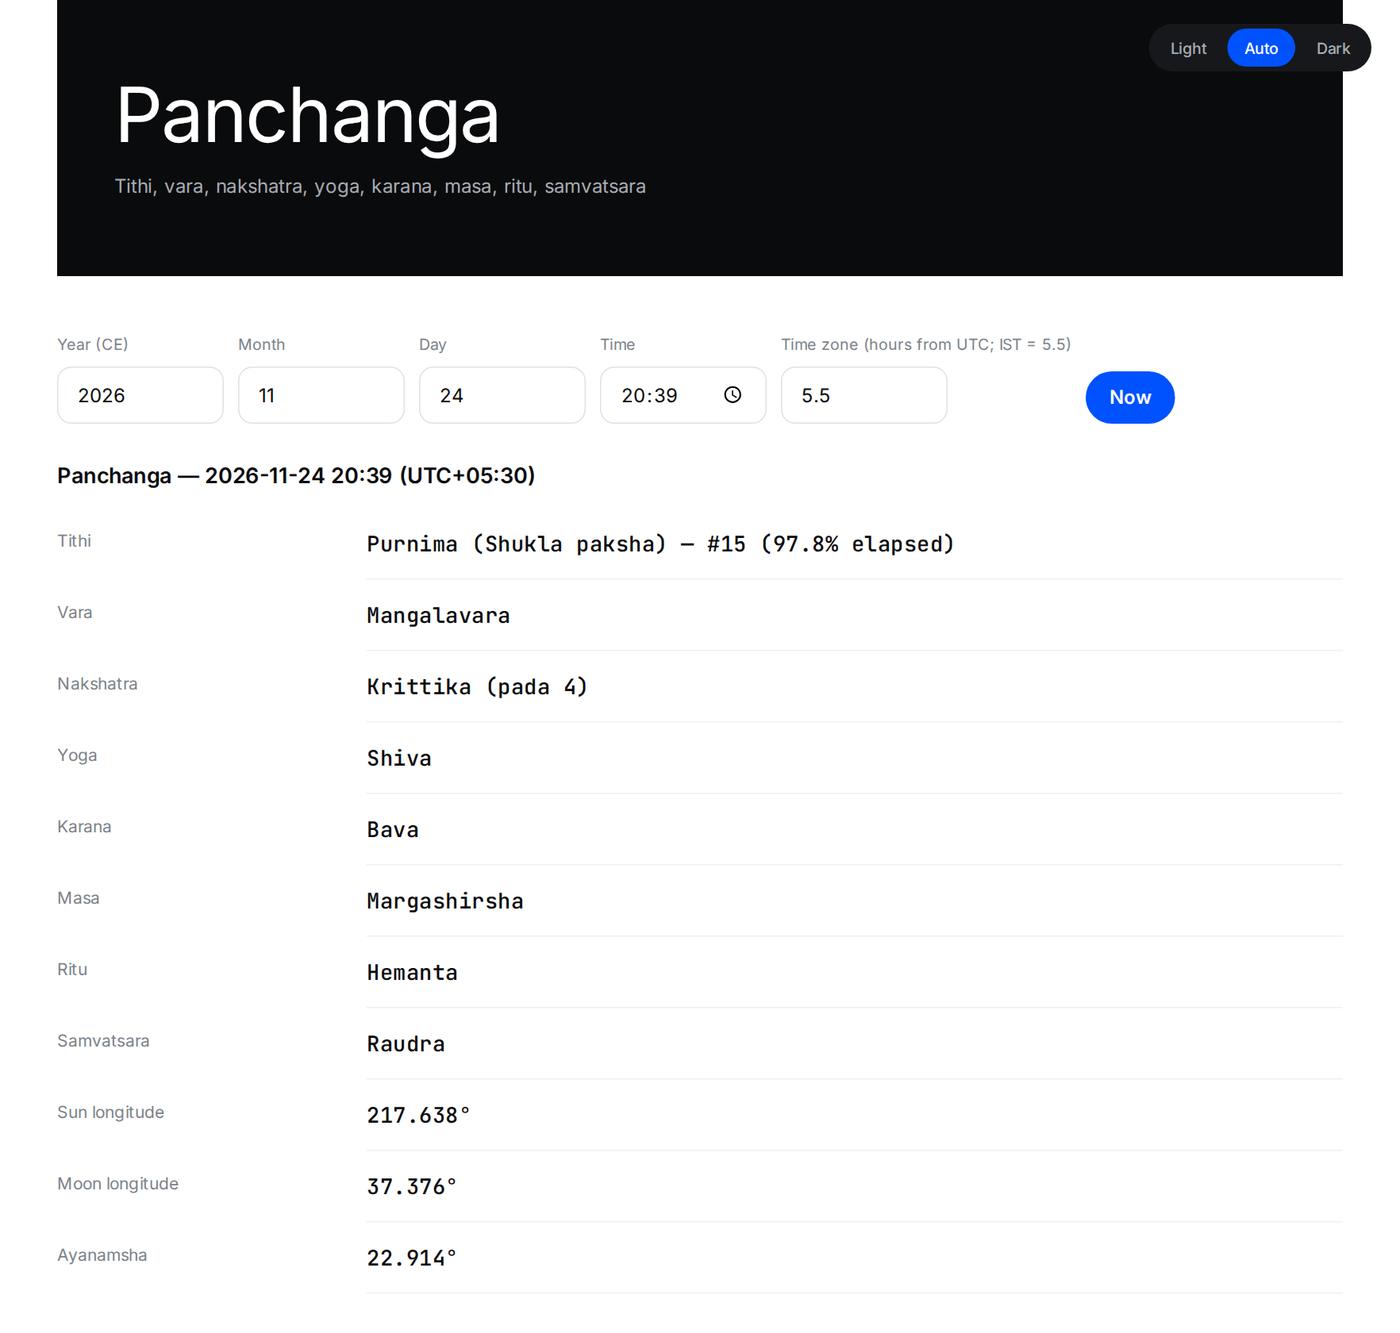 Light Auto Dark
Panchanga
Tithi, vara, nakshatra, yoga, karana, masa, ritu, samvatsara
Year (CE) Month Day Time Time zone (hours from UTC; IST = 5.5)
2026 11 24 20:39 5.5 Now
Panchanga — 2026-11-24 20:39 (UTC+05:30)
Tithi Purnima (Shukla paksha) — #15 (97.8% elapsed)
Vara Mangalavara
Nakshatra Krittika (pada 4)
Yoga Shiva
Karana Bava
Masa Margashirsha
Ritu Hemanta
Samvatsara Raudra
Sun longitude 217.638°
Moon longitude 37.376°
Ayanamsha 22.914°